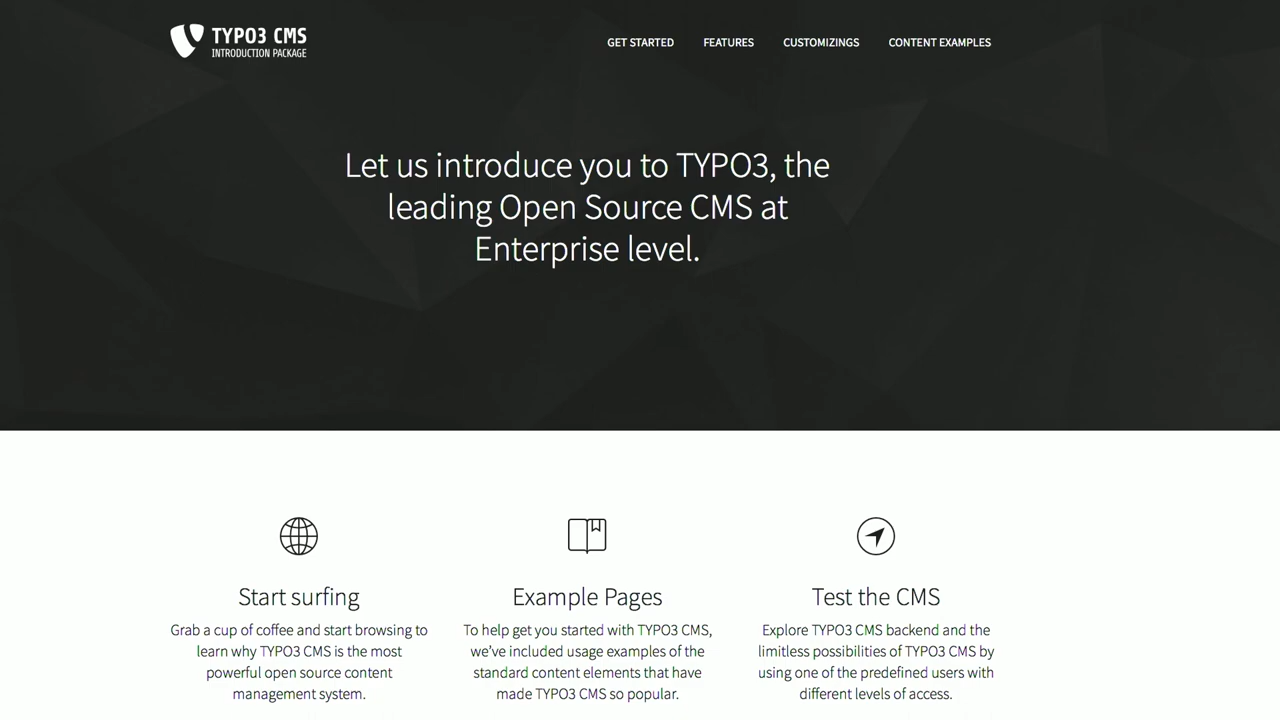 TYPO3 CMS
INTRODUCTION PACKAGE
GET STARTED
FEATURES
CUSTOMIZINGS
CONTENT EXAMPLES
Let us introduce you to TYPO3, the
leading Open Source CMS at
Enterprise level.
Start surfing
Grab a cup of coffee and start browsing to
learn why TYPO3 CMS is the most
powerful open source content
management system.
Example Pages
To help get you started with TYPO3 CMS,
we've included usage examples of the
standard content elements that have
made TYPO3 CMS so popular.
Test the CMS
Explore TYPO3 CMS backend and the
limitless possibilities of TYPO3 CMS by
using one of the predefined users with
different levels of access.